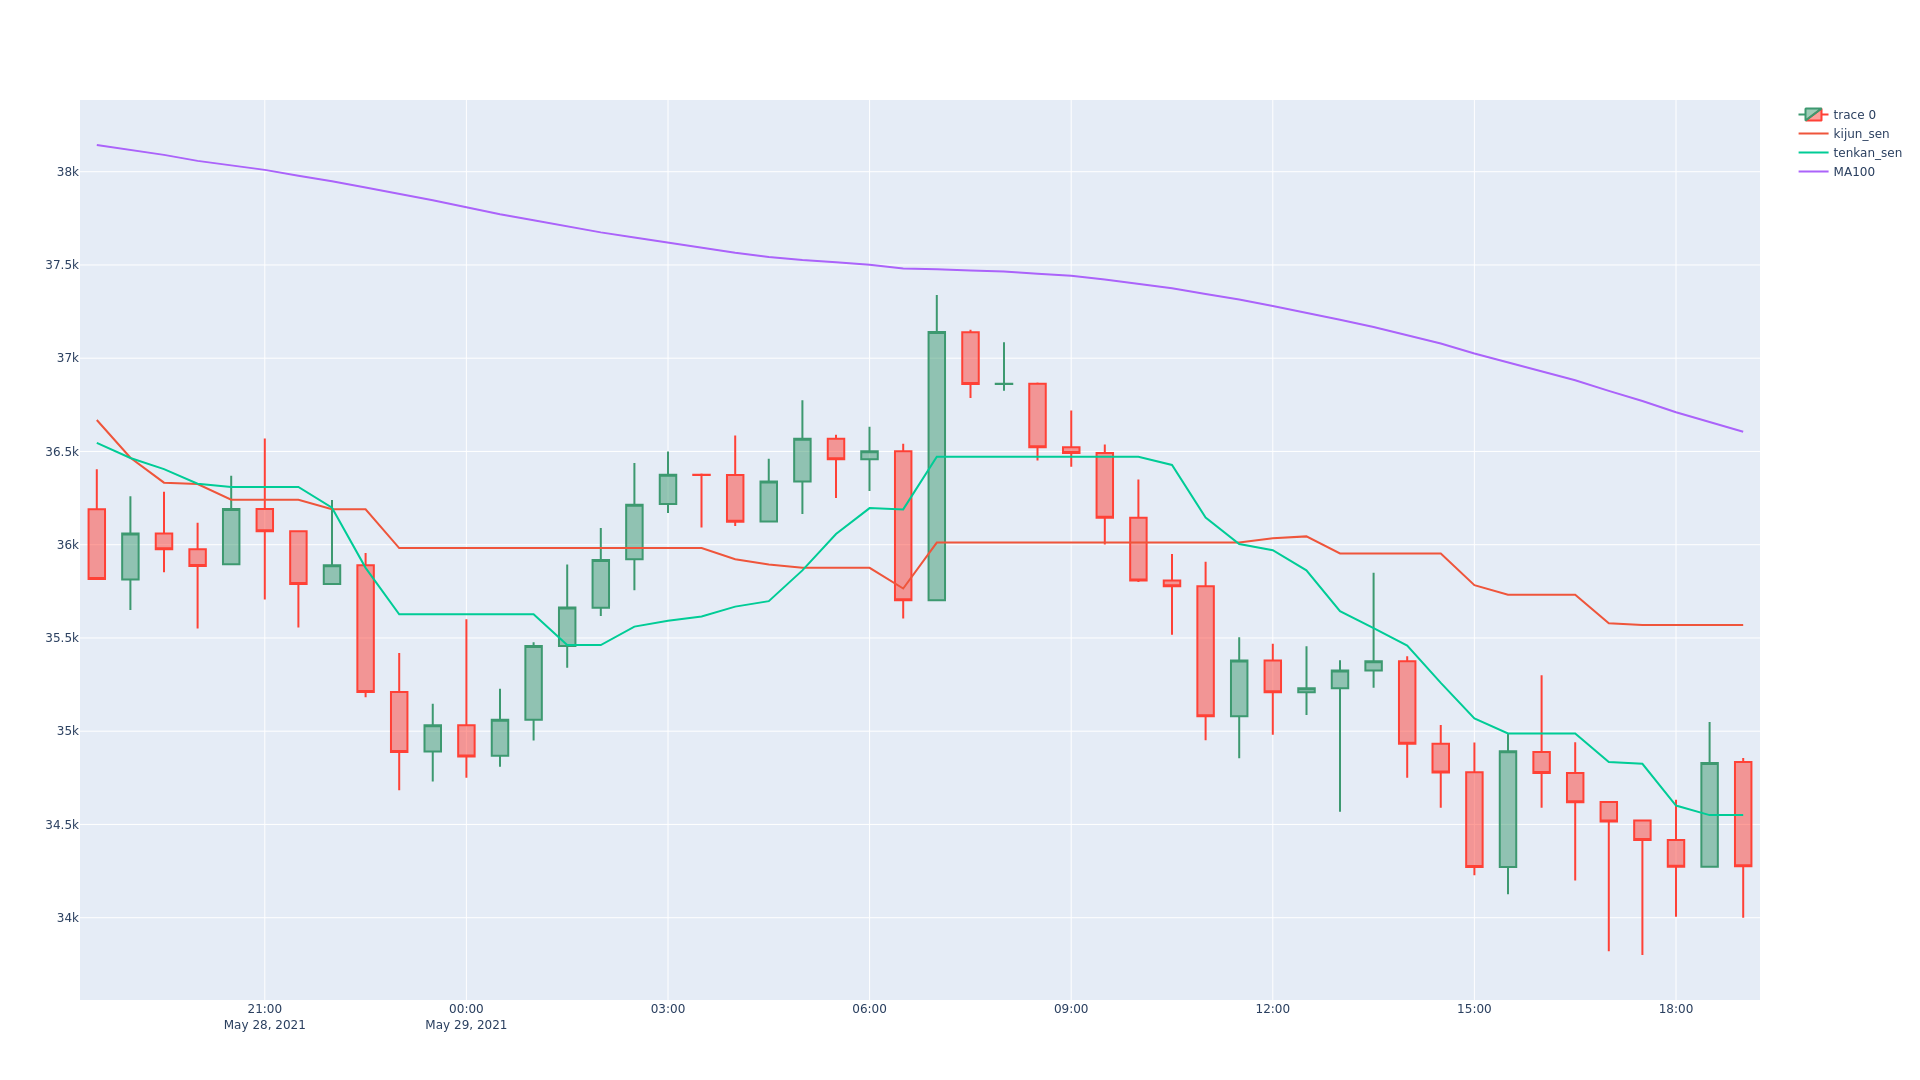 trace 0
kijun_sen
tenkan_sen
MA100
38k
37.5k
37k
36.5k
36k
35.5k
35k
34.5k
34k
21:00 00:00 03:00 06:00 09:00 12:00 15:00 18:00
May 28, 2021 May 29, 2021